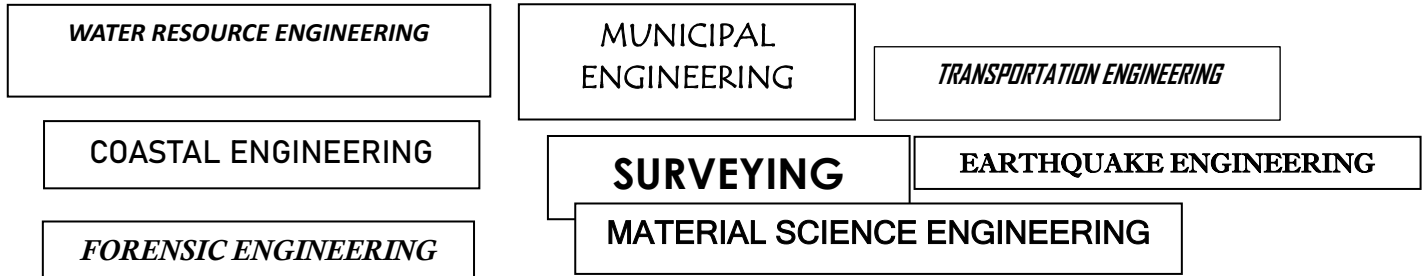 WATER RESOURCE ENGINEERING
MUNICIPAL
ENGINEERING
TRANSPORTATION ENGINEERING
COASTAL ENGINEERING
SURVEYING
EARTHQUAKE ENGINEERING
MATERIAL SCIENCE ENGINEERING
FORENSIC ENGINEERING